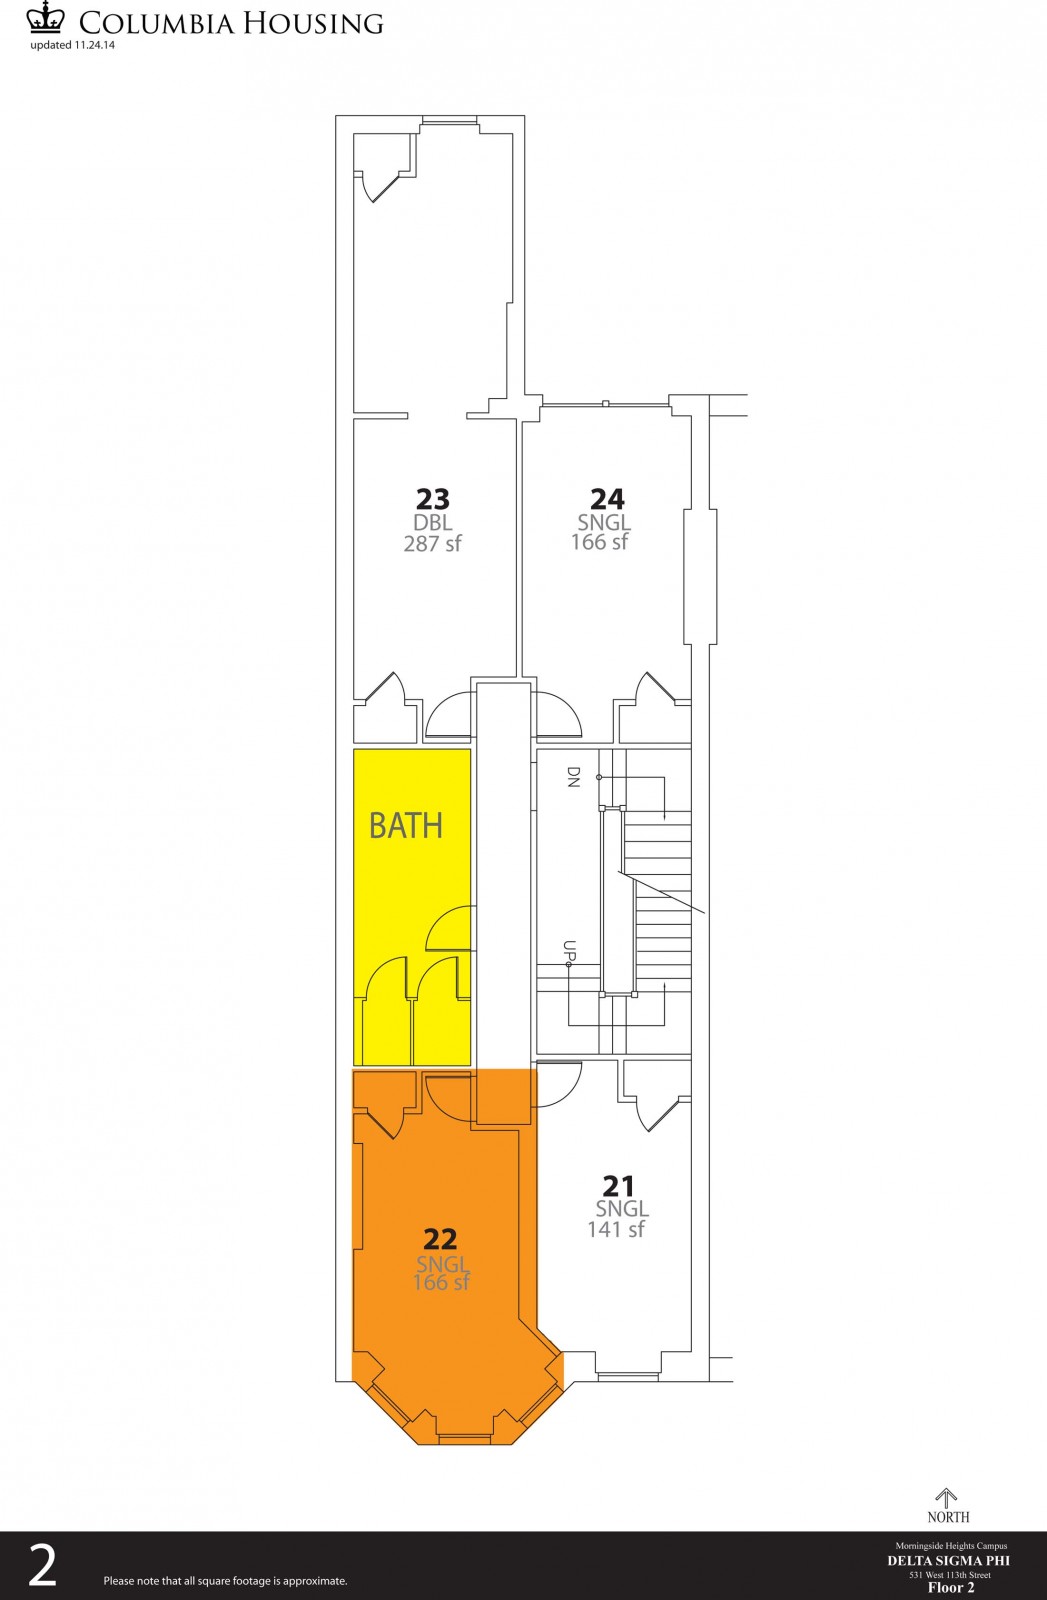 COLUMBIA HOUSING
updated 11.24.14
23
DBL
287 sf
24
SNGL
166 sf
DN
BATH
UP
21
SNGL
141 sf
22
SNGL
166 sf
NORTH
2
Please note that all square footage is approximate.
Morningside Heights Campus
DELTA SIGMA PHI
531 West 113th Street
Floor 2